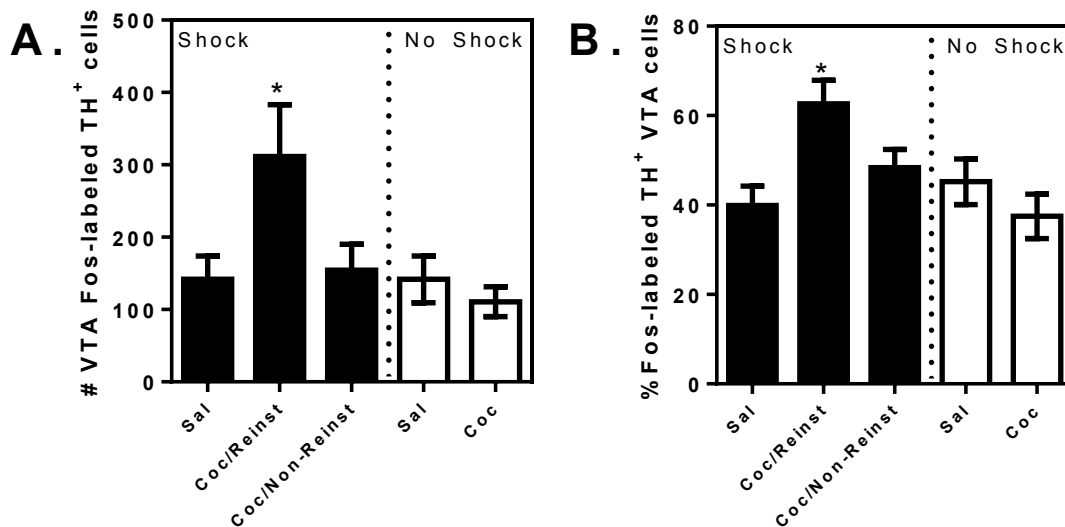 A.
# VTA Fos-labeled TH+ cells
500
400
300
200
100
0
Shock
No Shock
*
Sal
Coc/Reinst
Coc/Non-Reinst
Sal
Coc
B.
%Fos-labeled TH+ VTA cells
80
60
40
20
0
Shock
No Shock
*
Sal
Coc/Reinst
Coc/Non-Reinst
Sal
Coc